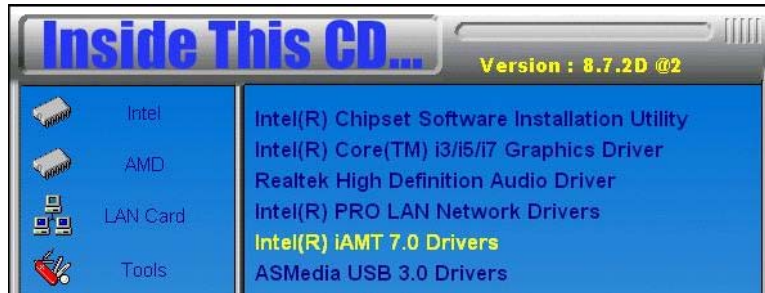 Inside This CD...
Version : 8.7.2D @2
Intel
AMD
LAN Card
Tools
Intel(R) Chipset Software Installation Utility
Intel(R) Core(TM) i3/i5/i7 Graphics Driver
Realtek High Definition Audio Driver
Intel(R) PRO LAN Network Drivers
Intel(R) iAMT 7.0 Drivers
ASMedia USB 3.0 Drivers